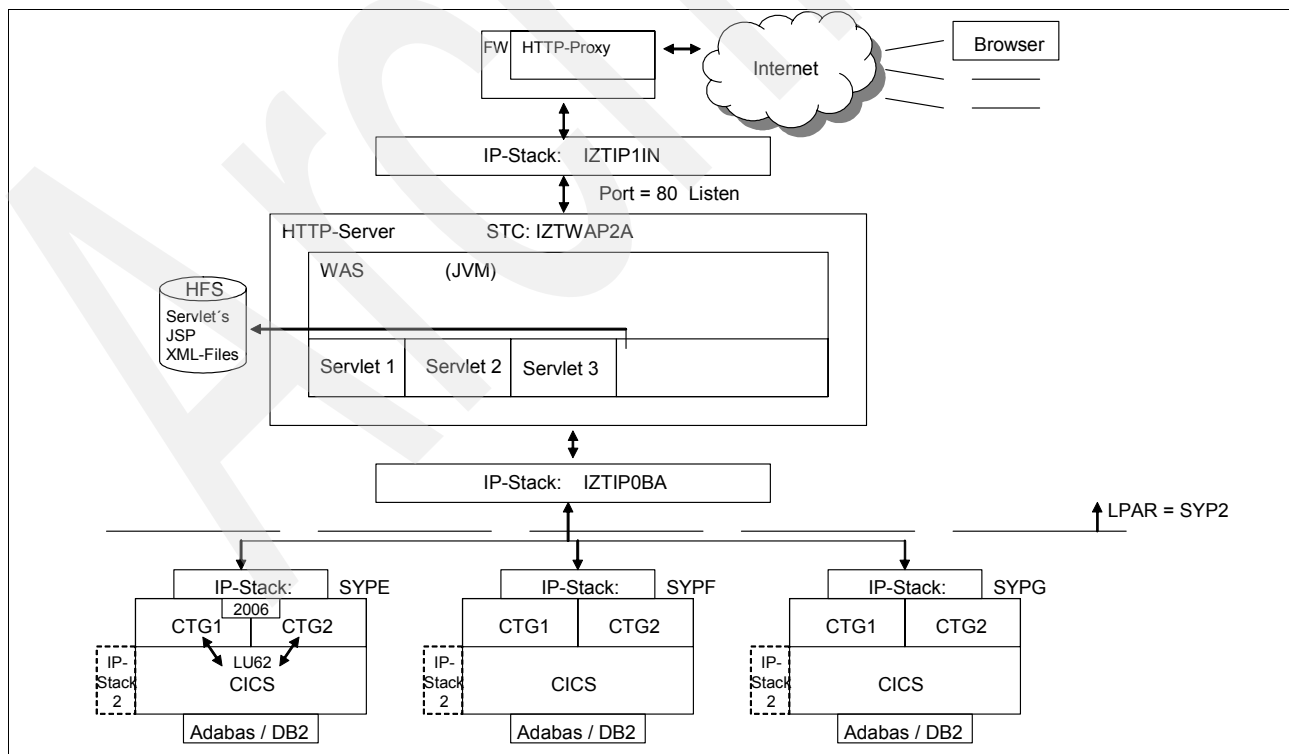 FW HTTP-Proxy
Internet
Browser
IP-Stack: IZTIP1IN
Port = 80 Listen
HTTP-Server STC: IZTWAP2A
WAS (JVM)
HFS
Servlet´s
JSP
XML-Files
Servlet 1 Servlet 2 Servlet 3
IP-Stack: IZTIP0BA
LPAR = SYP2
IP-Stack: SYPE
2006
CTG1 CTG2
LU62
CICS
IP-
Stack
2
Adabas / DB2
IP-Stack: SYPF
CTG1 CTG2
CICS
IP-
Stack
2
Adabas / DB2
IP-Stack: SYPG
CTG1 CTG2
CICS
IP-
Stack
2
Adabas / DB2